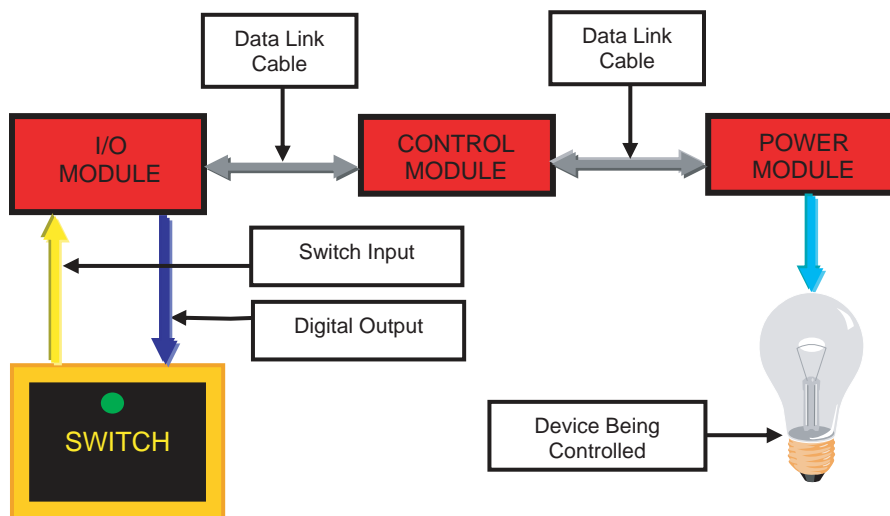 Data Link
Cable
Data Link
Cable
I/O
MODULE
CONTROL
MODULE
POWER
MODULE
Switch Input
Digital Output
SWITCH
Device Being
Controlled